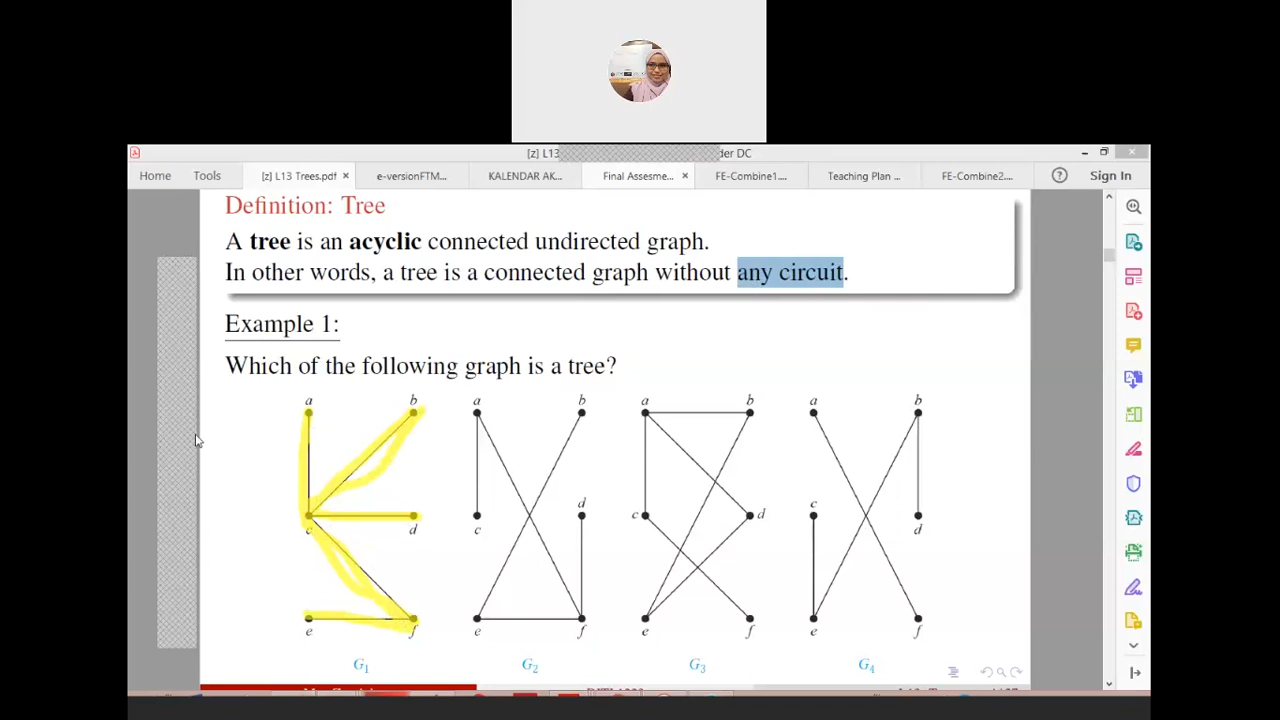 [z] L13 der DC
Home Tools [z] L13 Trees.pdf × e-versionFTM... KALENDAR AK... Final Assesme... × FE-Combine1.... Teaching Plan ... FE-Combine2.... ? Sign In
Definition: Tree
A tree is an acyclic connected undirected graph.
In other words, a tree is a connected graph without any circuit.
Example 1:
Which of the following graph is a tree?
a b a b a b a b
c d c d c d c d
e f e f e f e f
G1 G2 G3 G4